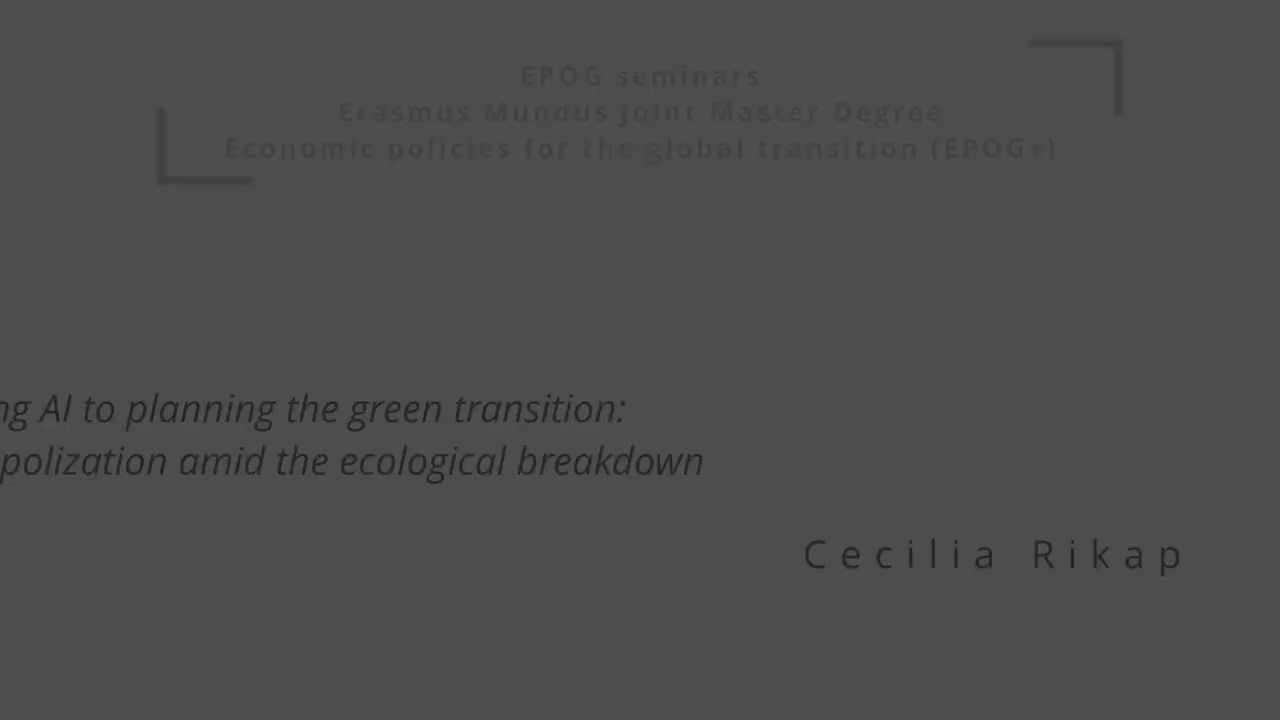 EPOG seminars
Erasmus Mundus Joint Master Degree
Economic policies for the global transition (EPOG+)
ng AI to planning the green transition:
polization amid the ecological breakdown
Cecilia Rikap